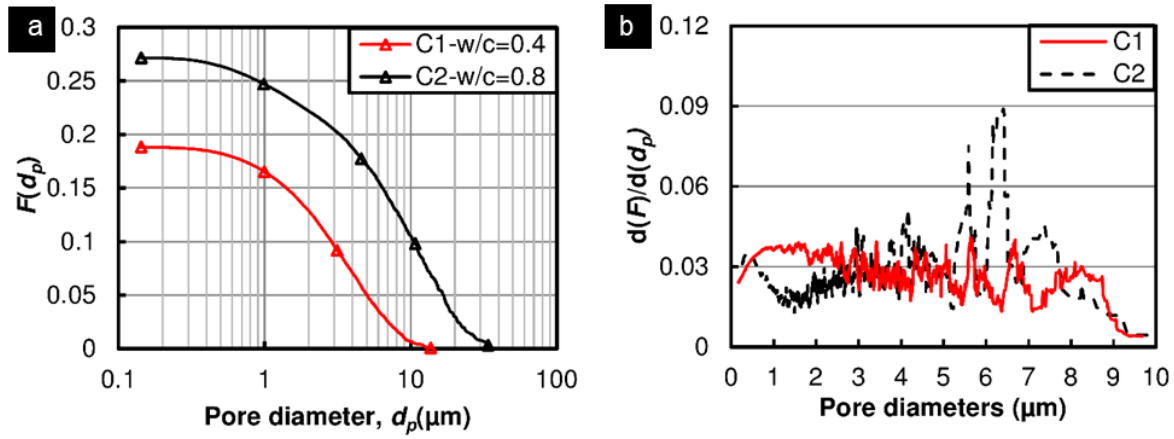 a
0.3
0.25
0.2
0.15
0.1
0.05
0
F(dp)
C1-w/c=0.4
C2-w/c=0.8
0.1 1 10 100
Pore diameter, dp(μm)
b
0.12
0.09
0.06
0.03
0.00
d(F)/d(dp)
C1
C2
0 1 2 3 4 5 6 7 8 9 10
Pore diameters (μm)